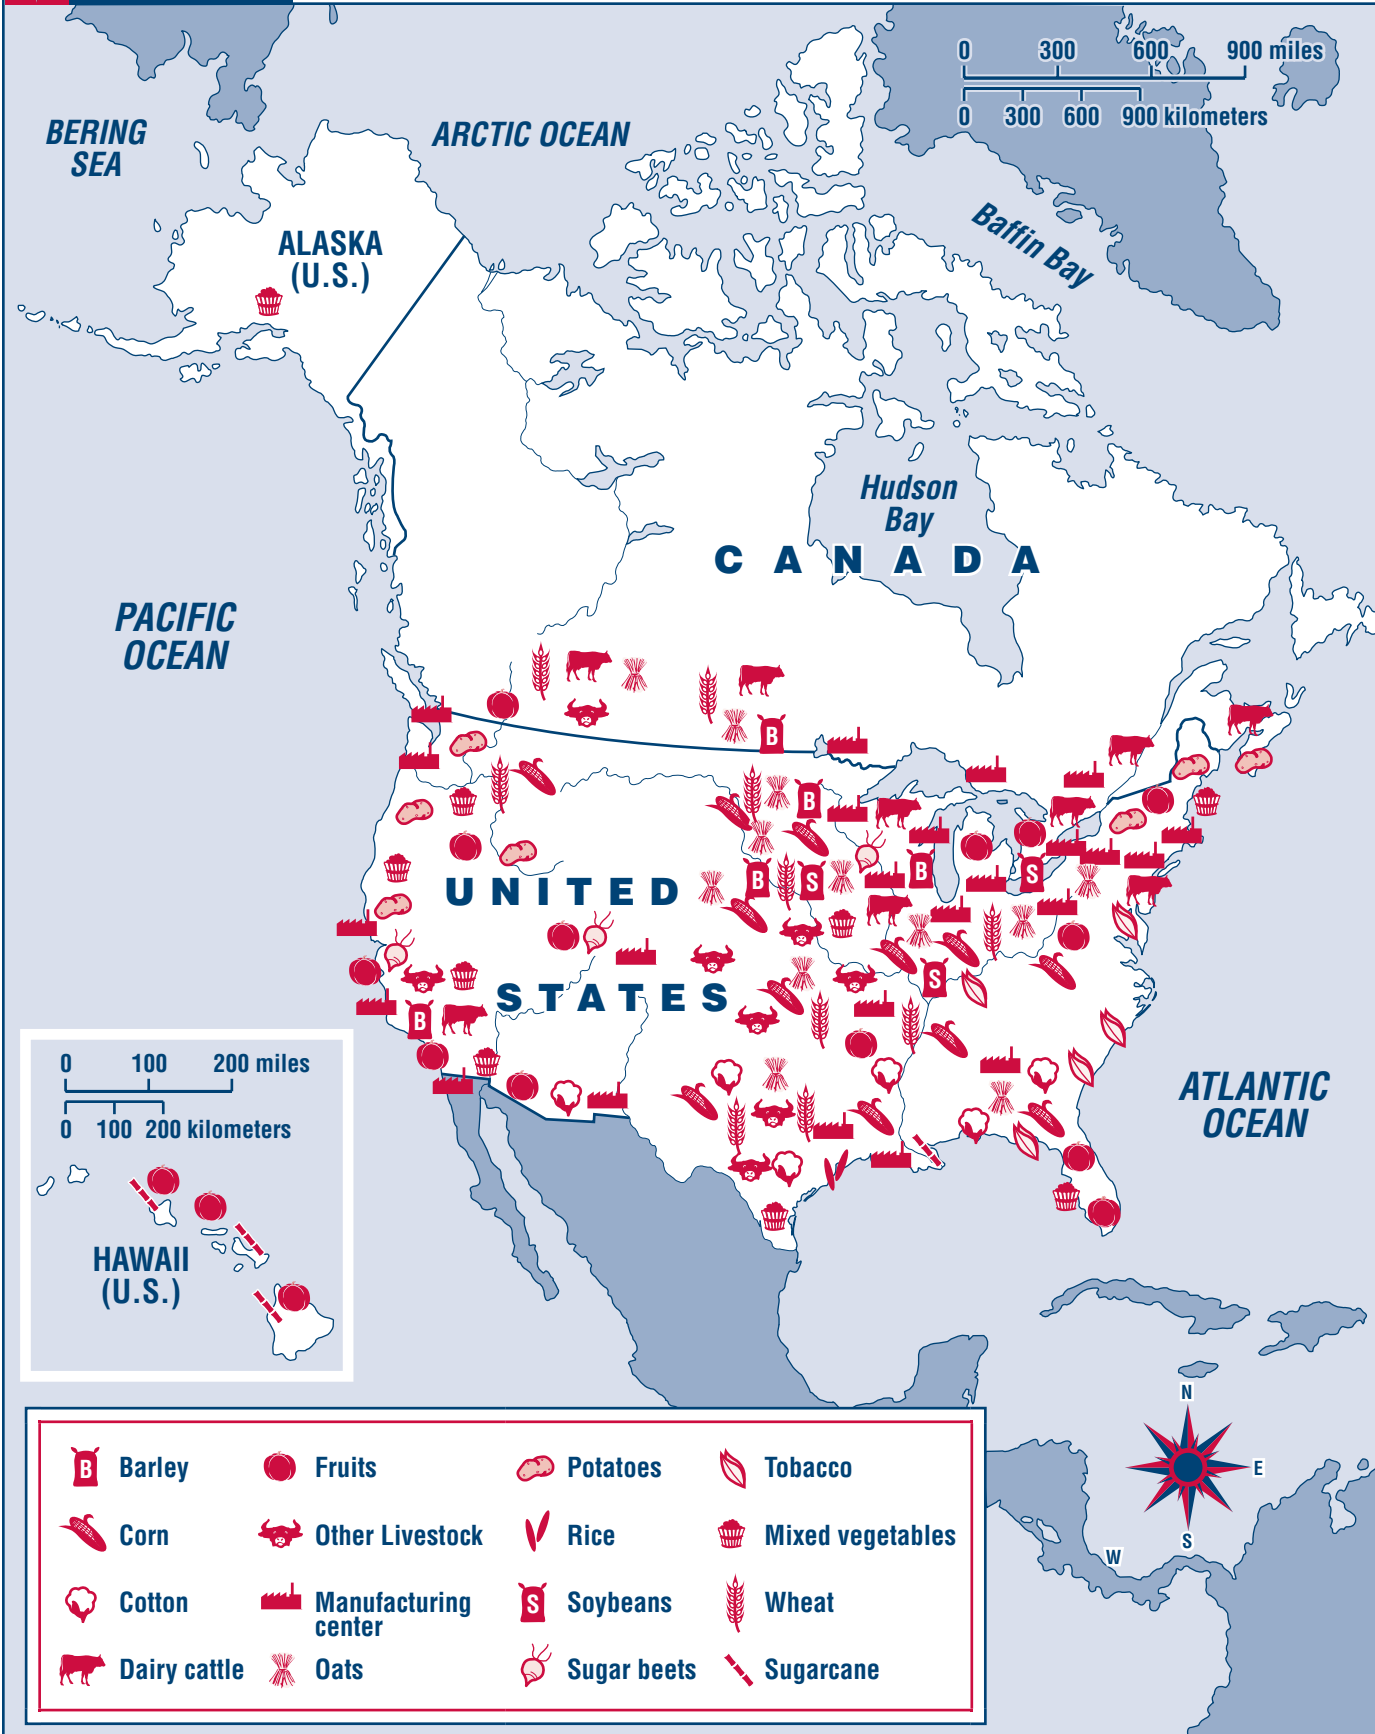 0 300 600 900 miles
0 300 600 900 kilometers
BERING
SEA
ARCTIC OCEAN
Baffin Bay
ALASKA
(U.S.)
Hudson
Bay
CANADA
PACIFIC
OCEAN
B
B
UNITED
B
S
B
S
STATES
S
B
0 100 200 miles
0 100 200 kilometers
ATLANTIC
OCEAN
HAWAII
(U.S.)
N
E
S
W
B Barley
Fruits
Potatoes
Tobacco
Corn
Other Livestock
Rice
Mixed vegetables
Cotton
Manufacturing
center
S Soybeans
Wheat
Dairy cattle
Oats
Sugar beets
Sugarcane